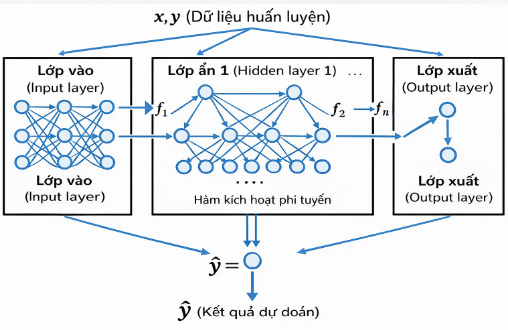 x, y (Dữ liệu huấn luyện)
Lớp vào
(Input layer)
Lớp vào
(Input layer)
Lớp ẩn 1 (Hidden layer 1) ...
f₁
f₂
fₙ
....
Hàm kích hoạt phi tuyến
Lớp xuất
(Output layer)
Lớp xuất
(Output layer)
ŷ =
ŷ (Kết quả dự doán)